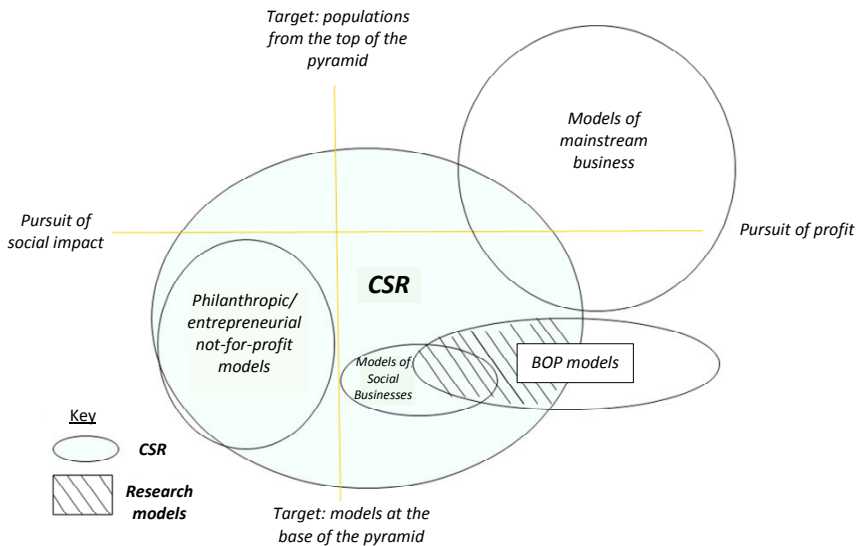 Target: populations
from the top of the
pyramid
Models of
mainstream
business
Pursuit of
social impact
Pursuit of profit
CSR
Philanthropic/
entrepreneurial
not-for-profit
models
Models of
Social
Businesses
BOP models
Key
CSR
Research
models
Target: models at the
base of the pyramid